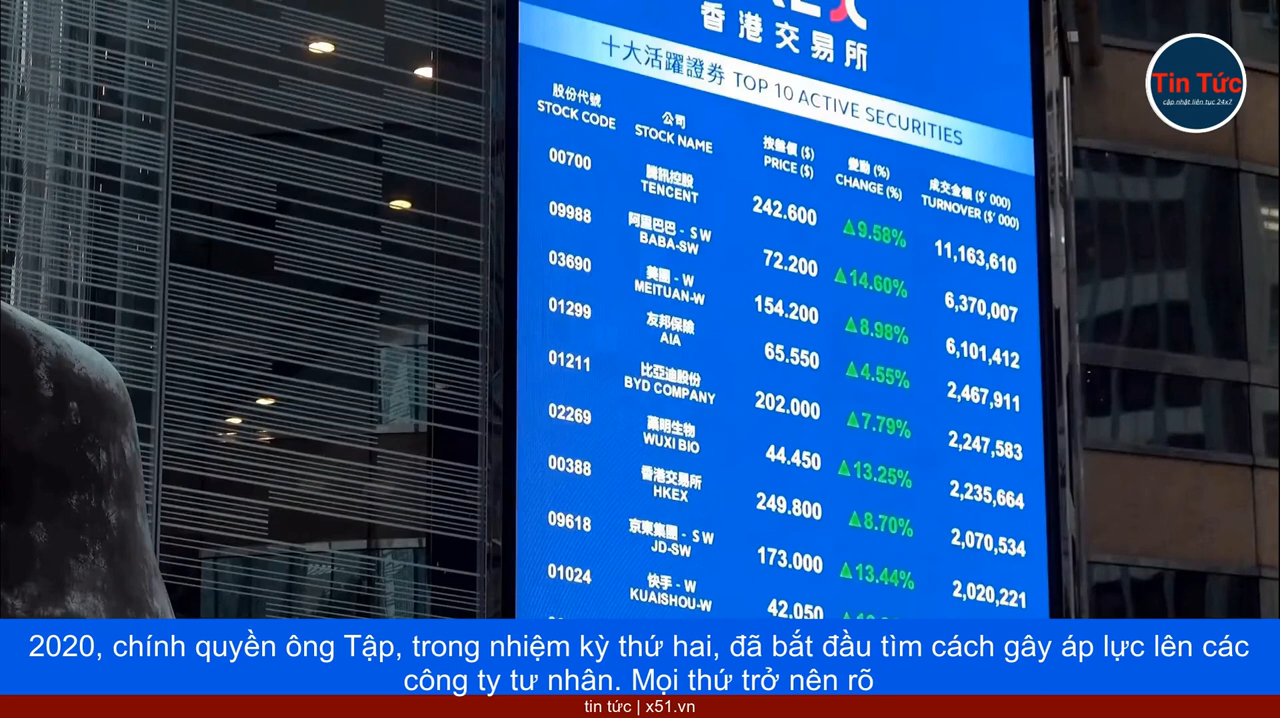 香港交易所
十大活躍證券 TOP 10 ACTIVE SECURITIES
股份代號 公司 按盤價 ($) 變動 (%) 成交金額 ($' 000)
STOCK CODE STOCK NAME PRICE ($) CHANGE (%) TURNOVER ($' 000)
00700 騰訊控股 TENCENT 242.600 ▲9.58% 11,163,610
09988 阿里巴巴 - S W BABA-SW 72.200 ▲14.60% 6,370,007
03690 美團 - W MEITUAN-W 154.200 ▲8.98% 6,101,412
01299 友邦保險 AIA 65.550 ▲4.55% 2,467,911
01211 比亞迪股份 BYD COMPANY 202.000 ▲7.79% 2,247,583
02269 藥明生物 WUXI BIO 44.450 ▲13.25% 2,235,664
00388 香港交易所 HKEX 249.800 ▲8.70% 2,070,534
09618 京東集團 - S W JD-SW 173.000 ▲13.44% 2,020,221
01024 快手 - W KUAISHOU-W 42.050
Tin Tức
cập nhật liên tục 24x7
2020, chính quyền ông Tập, trong nhiệm kỳ thứ hai, đã bắt đầu tìm cách gây áp lực lên các
công ty tư nhân. Mọi thứ trở nên rõ
tin tức | x51.vn